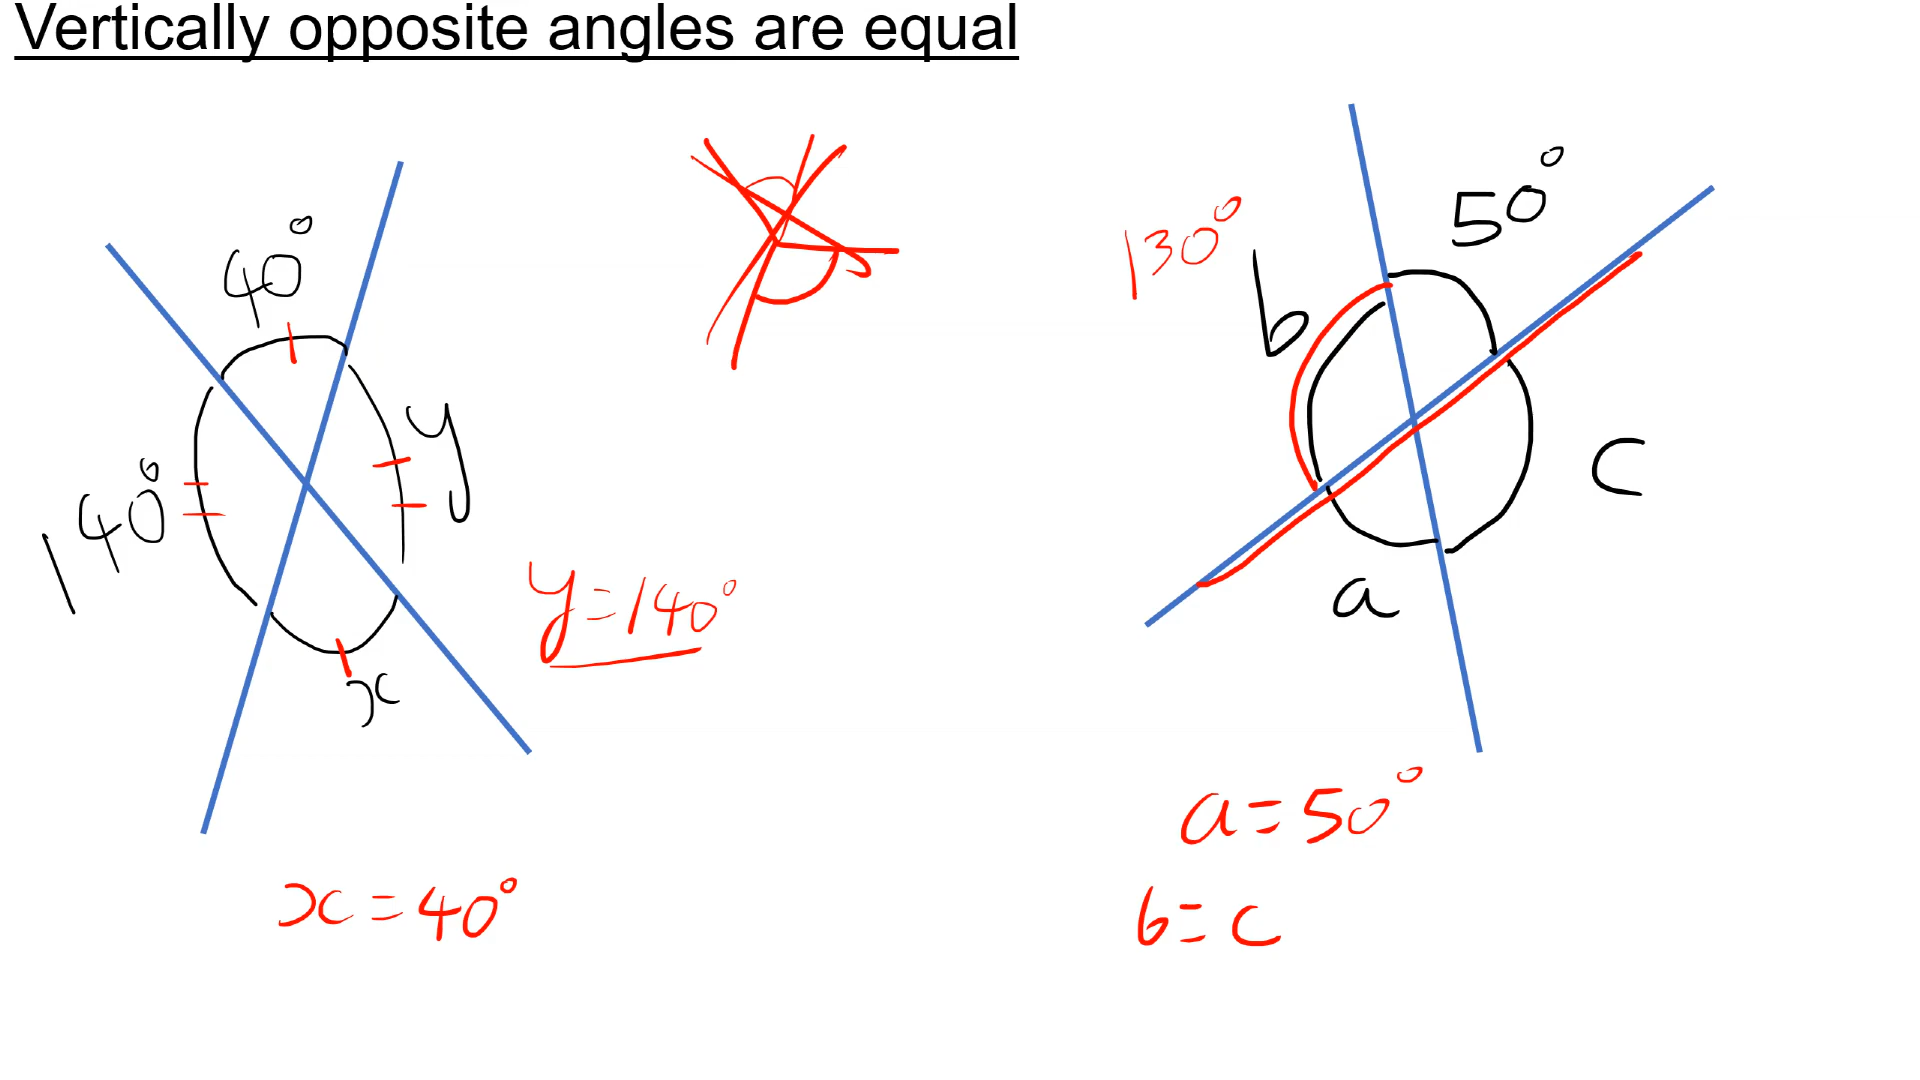 Vertically opposite angles are equal
40°
140°
y
x
y = 140°
x = 40°
130°
50°
b
c
a
a = 50°
b = c